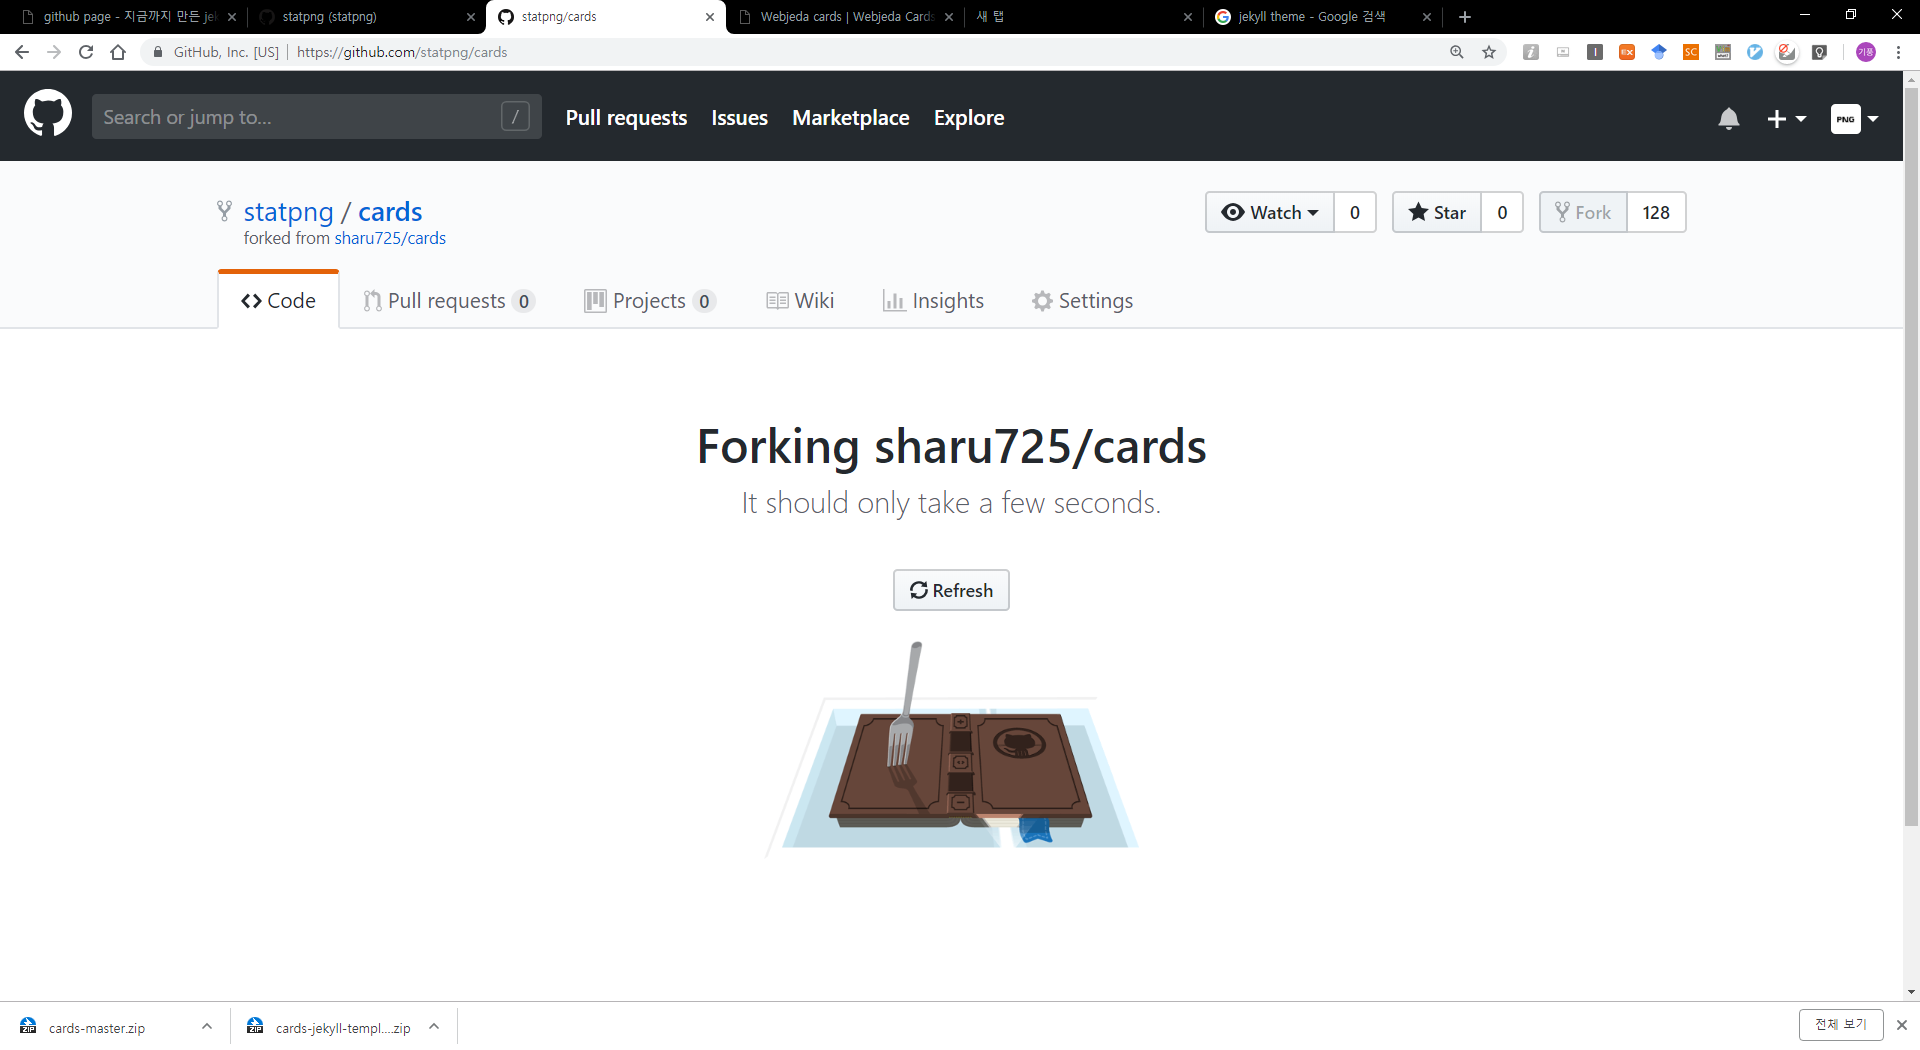 github page - 지금까지 만든 jek
statpng (statpng)
statpng/cards
Webjeda cards | Webjeda Cards
새 탭
jekyll theme - Google 검색
GitHub, Inc. [US] | https://github.com/statpng/cards
Search or jump to... /
Pull requests Issues Marketplace Explore
PNG
statpng / cards
forked from sharu725/cards
Watch 0
Star 0
Fork 128
Code
Pull requests 0
Projects 0
Wiki
Insights
Settings
Forking sharu725/cards
It should only take a few seconds.
Refresh
cards-master.zip
cards-jekyll-templ....zip
전체 보기